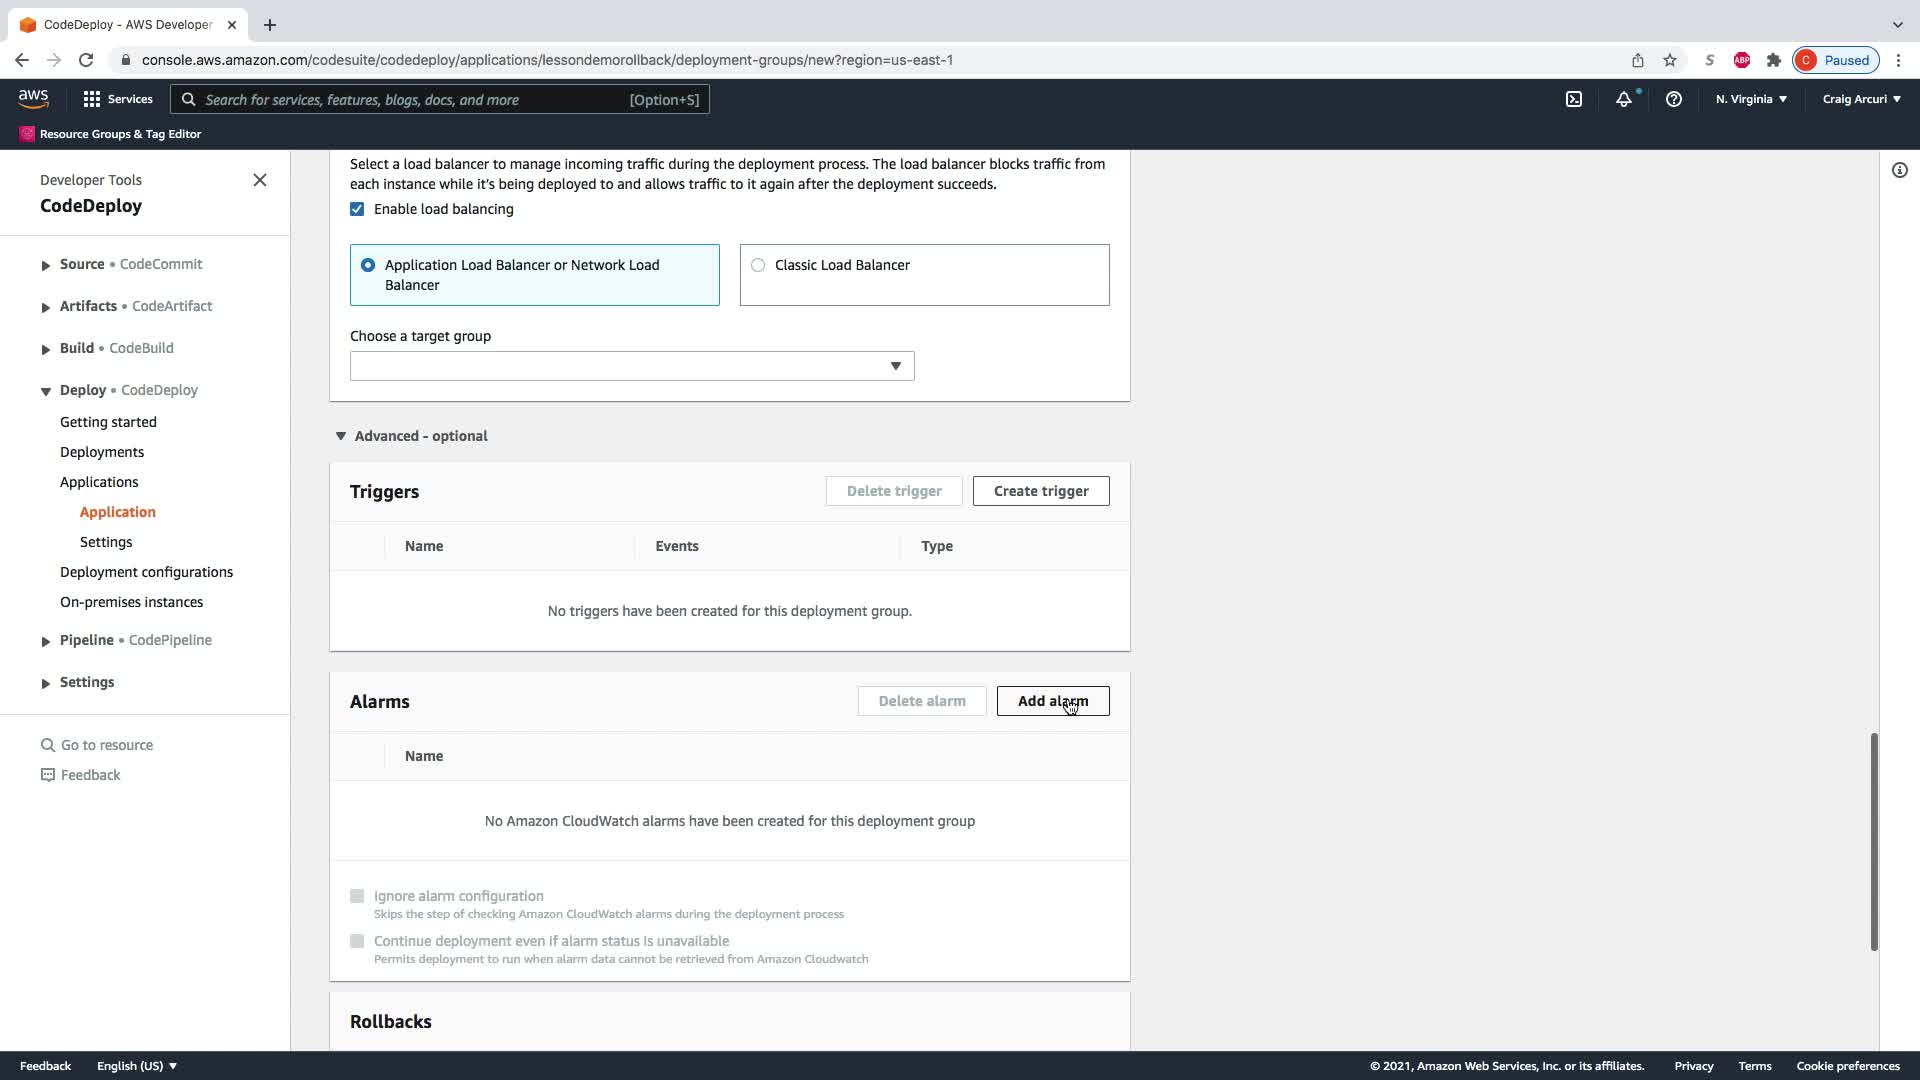 CodeDeploy - AWS Developer
console.aws.amazon.com/codesuite/codedeploy/applications/lessondemorollback/deployment-groups/new?region=us-east-1
S
ABP
C Paused
aws
Services
Search for services, features, blogs, docs, and more [Option+S]
N. Virginia
Craig Arcuri
Resource Groups & Tag Editor
Developer Tools
CodeDeploy
Source • CodeCommit
Artifacts • CodeArtifact
Build • CodeBuild
Deploy • CodeDeploy
Getting started
Deployments
Applications
Application
Settings
Deployment configurations
On-premises instances
Pipeline • CodePipeline
Settings
Go to resource
Feedback
Select a load balancer to manage incoming traffic during the deployment process. The load balancer blocks traffic from
each instance while it's being deployed to and allows traffic to it again after the deployment succeeds.
Enable load balancing
Application Load Balancer or Network Load
Balancer
Classic Load Balancer
Choose a target group
Advanced - optional
Triggers
Delete trigger
Create trigger
Name Events Type
No triggers have been created for this deployment group.
Alarms
Delete alarm
Add alarm
Name
No Amazon CloudWatch alarms have been created for this deployment group
Ignore alarm configuration
Skips the step of checking Amazon CloudWatch alarms during the deployment process
Continue deployment even if alarm status is unavailable
Permits deployment to run when alarm data cannot be retrieved from Amazon Cloudwatch
Rollbacks
Feedback
English (US)
© 2021, Amazon Web Services, Inc. or its affiliates.
Privacy
Terms
Cookie preferences